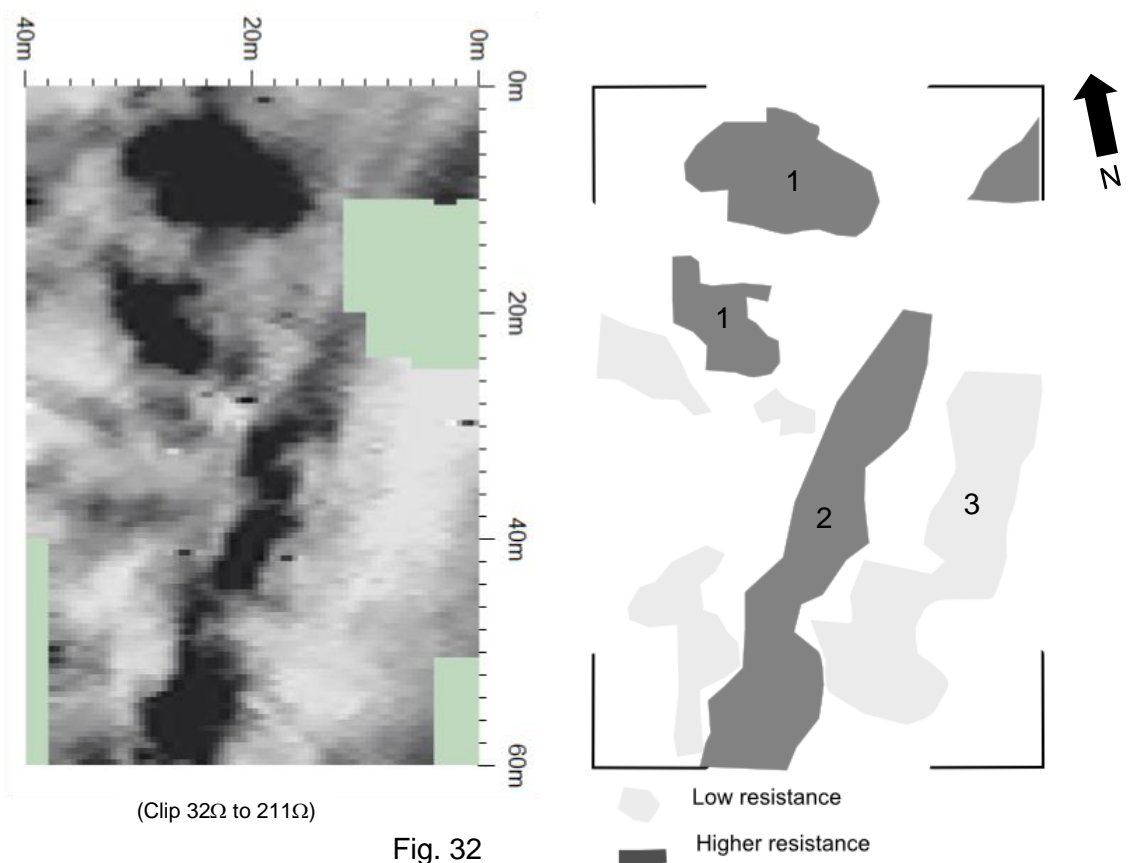 40m
20m
0m
0m
20m
40m
60m
(Clip 32Ω to 211Ω)
Fig. 32
N
1
1
2
3
Low resistance
Higher resistance